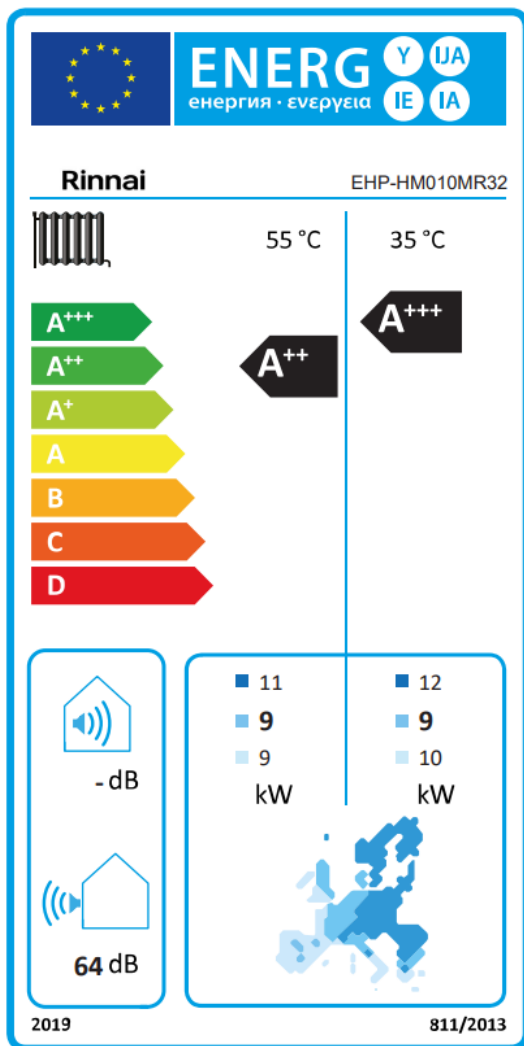 ENERG
енергия · ενεργεια
Y IJA
IE IA
Rinnai EHP-HM010MR32
55 °C 35 °C
A+++
A++
A+
A
B
C
D
A++
A+++
- dB
64 dB
11
9
9
kW
12
9
10
kW
2019 811/2013